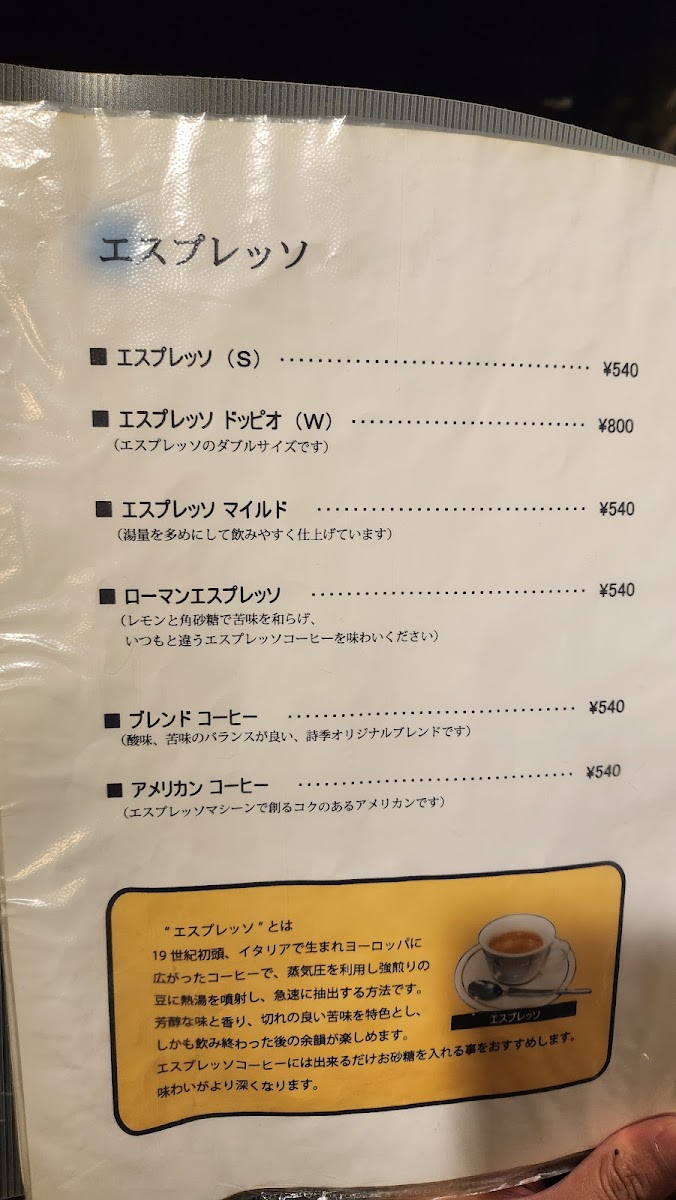 エスプレッソ
■ エスプレッソ（S） ････････････････････････････････ ¥540
■ エスプレッソ ドッピオ（W） ････････････････････････ ¥800
（エスプレッソのダブルサイズです）
■ エスプレッソ マイルド ････････････････････････････ ¥540
（湯量を多めにして飲みやすく仕上げています）
■ ローマンエスプレッソ ････････････････････････････ ¥540
（レモンと角砂糖で苦味を和らげ、
いつもと違うエスプレッソコーヒーを味わいください）
■ ブレンド コーヒー ･･････････････････････････････ ¥540
（酸味、苦味のバランスが良い、詩季オリジナルブレンドです）
■ アメリカン コーヒー ････････････････････････････ ¥540
（エスプレッソマシーンで創るコクのあるアメリカンです）
“エスプレッソ”とは
19世紀初頭、イタリアで生まれヨーロッパに
広がったコーヒーで、蒸気圧を利用し強煎りの
豆に熱湯を噴射し、急速に抽出する方法です。
芳醇な味と香り、切れの良い苦味を特色とし、
しかも飲み終わった後の余韻が楽しめます。
エスプレッソコーヒーには出来るだけお砂糖を入れる事をおすすめします。
味わいがより深くなります。
エスプレッソ